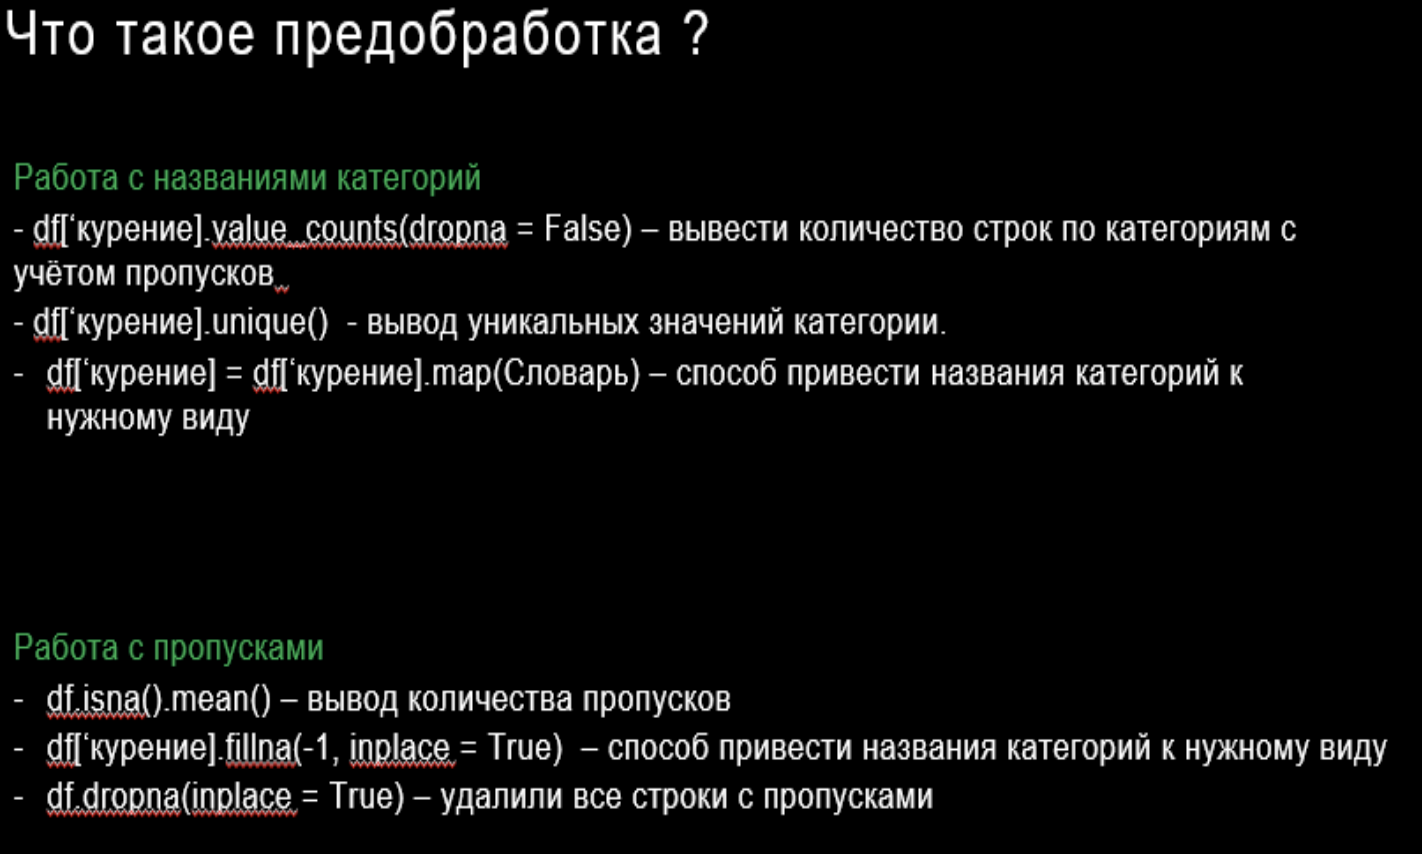 Что такое предобработка ?
Работа с названиями категорий
- df[‘курение].value_counts(dropna = False) – вывести количество строк по категориям с
учётом пропусков
- df[‘курение].unique()  - вывод уникальных значений категории.
- df[‘курение] = df[‘курение].map(Словарь) – способ привести названия категорий к
нужному виду
Работа с пропусками
- df.isna().mean() – вывод количества пропусков
- df[‘курение].fillna(-1, inplace = True)  – способ привести названия категорий к нужному виду
- df.dropna(inplace = True) – удалили все строки с пропусками